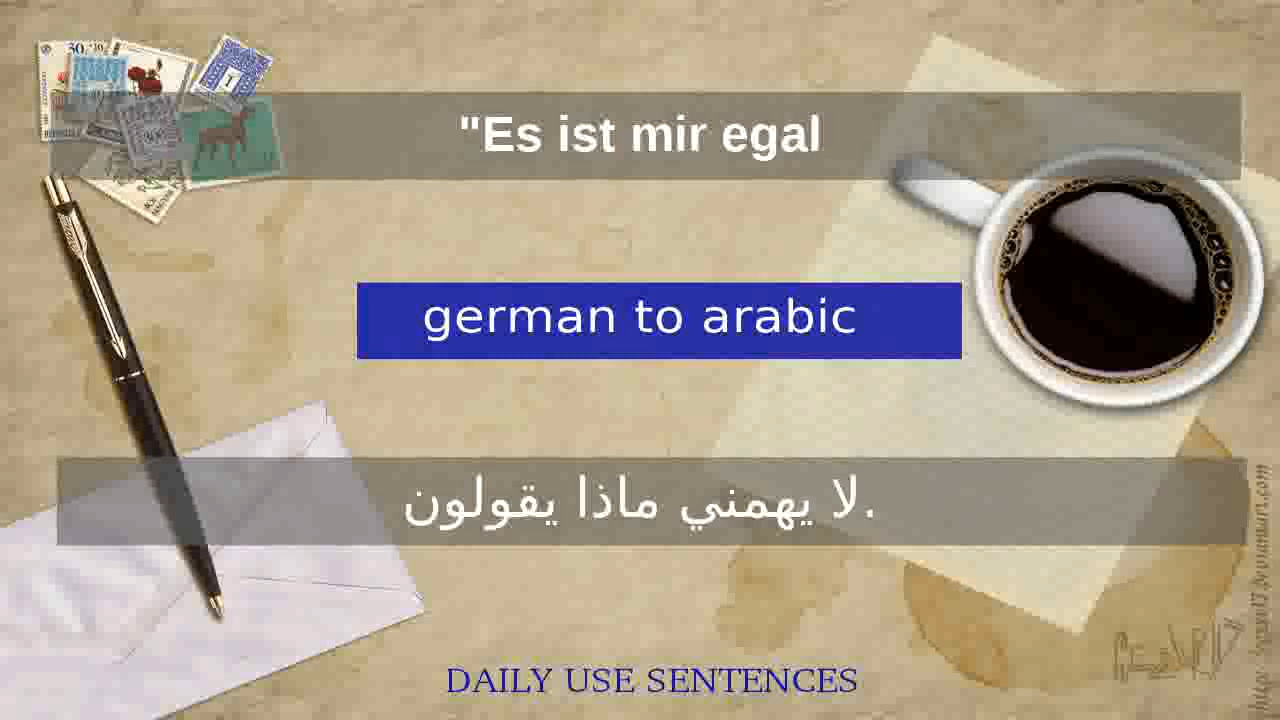 "Es ist mir egal
german to arabic
لا يهمني ماذا يقولون.
DAILY USE SENTENCES